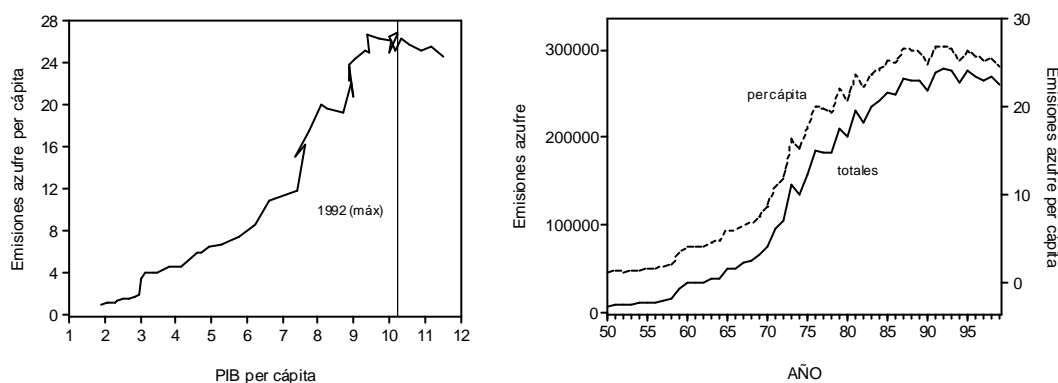 Emisiones azufre per cápita
28
24
20
16
12
8
4
0
1992 (máx)
1 2 3 4 5 6 7 8 9 10 11 12
PIB per cápita
Emisiones azufre
300000
200000
100000
0
per cápita
totales
30
20
10
0
Emisiones azufre per cápita
50 55 60 65 70 75 80 85 90 95
AÑO